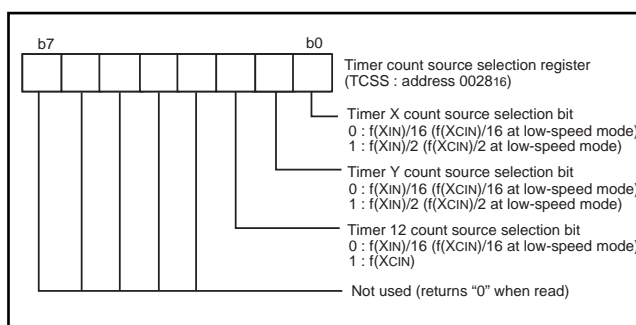 b7 b0
Timer count source selection register
(TCSS : address 002816)
Timer X count source selection bit
0 : f(XIN)/16 (f(XCIN)/16 at low-speed mode)
1 : f(XIN)/2 (f(XCIN)/2 at low-speed mode)
Timer Y count source selection bit
0 : f(XIN)/16 (f(XCIN)/16 at low-speed mode)
1 : f(XIN)/2 (f(XCIN)/2 at low-speed mode)
Timer 12 count source selection bit
0 : f(XIN)/16 (f(XCIN)/16 at low-speed mode)
1 : f(XCIN)
Not used (returns “0” when read)